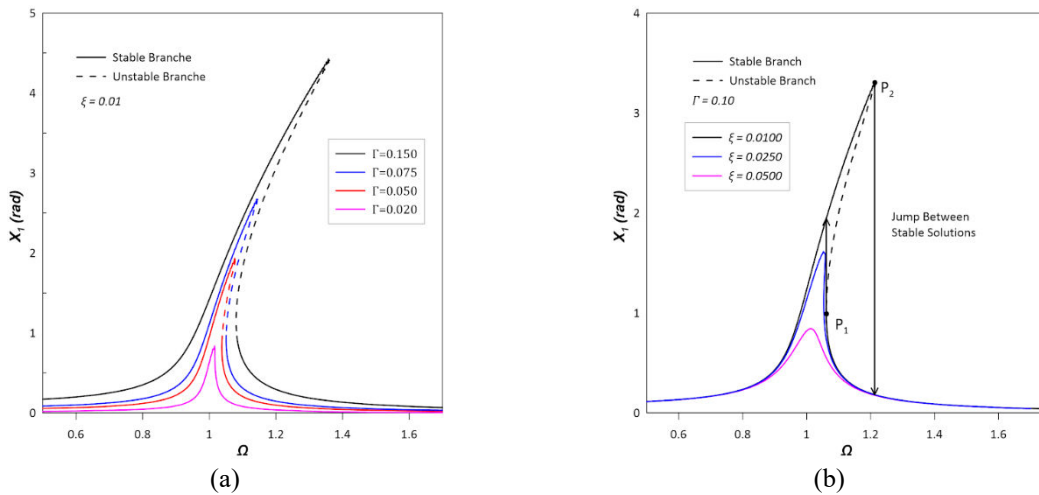 5
4
3
2
1
0
X1 (rad)
Stable Branche
Unstable Branche
ξ = 0.01
Γ=0.150
Γ=0.075
Γ=0.050
Γ=0.020
0.6
0.8
1
1.2
1.4
1.6
Ω
(a)
4
3
2
1
0
X1 (rad)
Stable Branch
Unstable Branch
Γ = 0.10
P2
ξ = 0.0100
ξ = 0.0250
ξ = 0.0500
Jump Between
Stable Solutions
P1
0.6
0.8
1
1.2
1.4
1.6
Ω
(b)